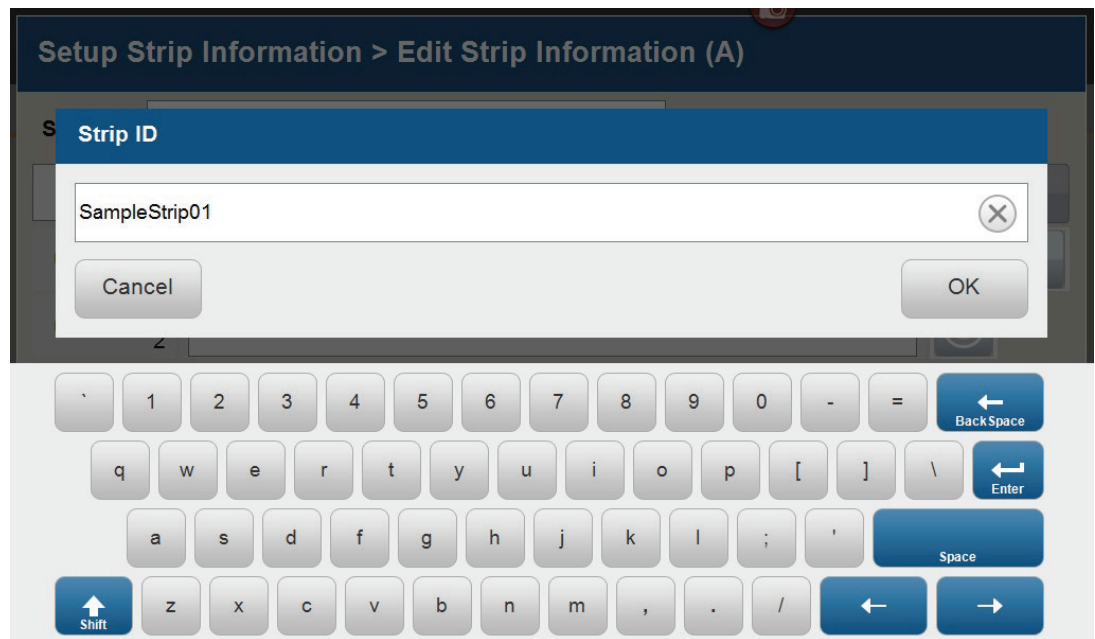 Setup Strip Information > Edit Strip Information (A)
S
Strip ID
SampleStrip01
Cancel OK
2
` 1 2 3 4 5 6 7 8 9 0 - = BackSpace
q w e r t y u i o p [ ] \ Enter
a s d f g h j k l ; ' Space
Shift z x c v b n m , . /